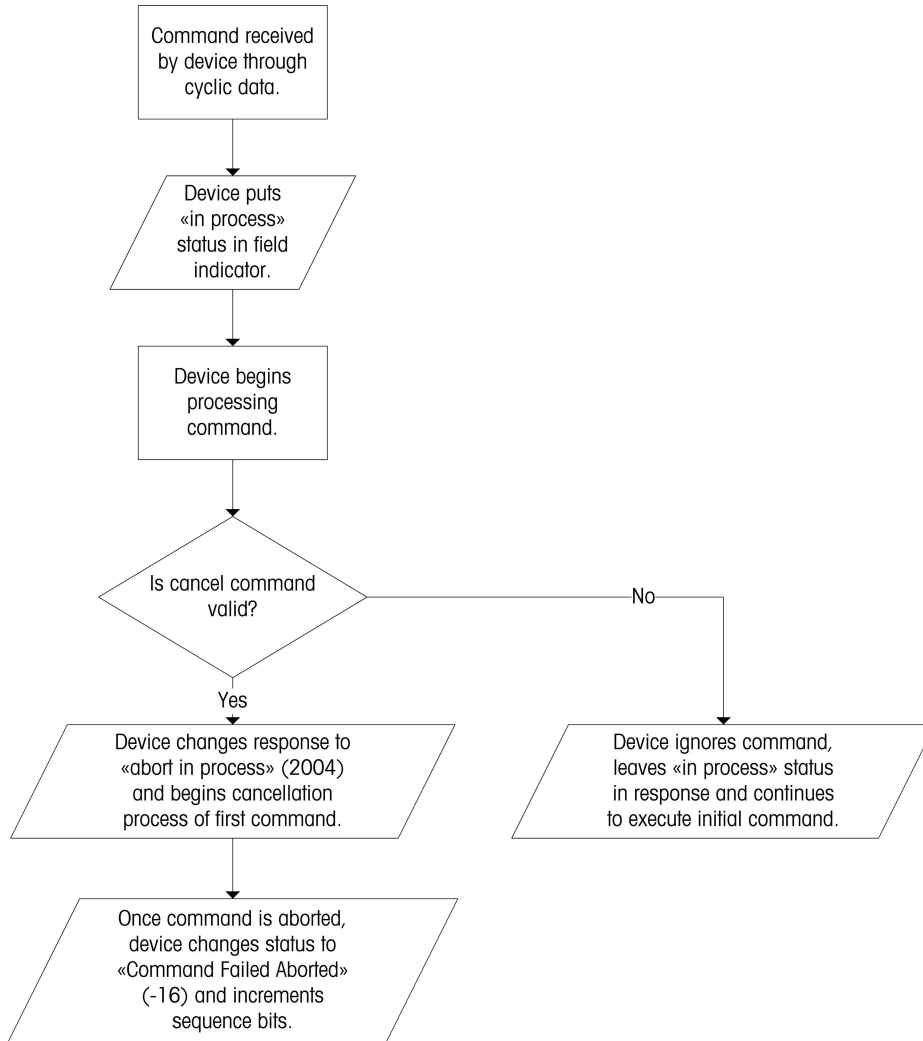 Command received
by device through
cyclic data.
Device puts
«in process»
status in field
indicator.
Device begins
processing
command.
Is cancel command
valid?
No
Yes
Device changes response to
«abort in process» (2004)
and begins cancellation
process of first command.
Device ignores command,
leaves «in process» status
in response and continues
to execute initial command.
Once command is aborted,
device changes status to
«Command Failed Aborted»
(-16) and increments
sequence bits.